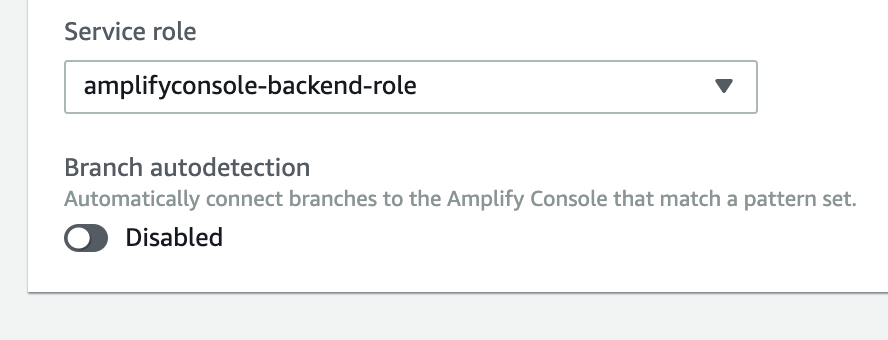 Service role
amplifyconsole-backend-role
Branch autodetection
Automatically connect branches to the Amplify Console that match a pattern set.
Disabled